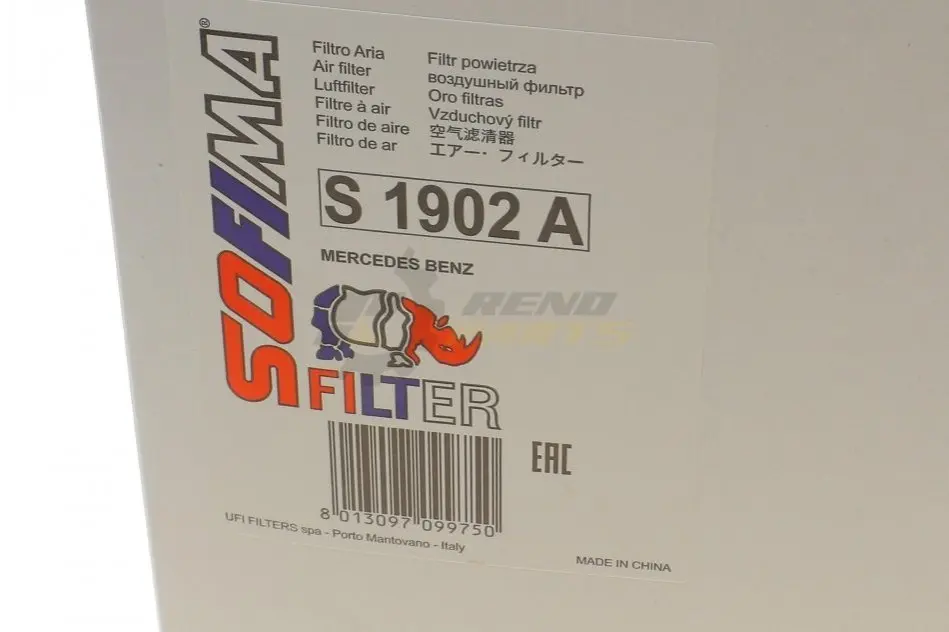 SOFIMA®
Filtro Aria
Air filter
Luftfilter
Filtre à air
Filtro de aire
Filtro de ar
Filtr powietrza
воздушный фильтр
Oro filtras
Vzduchový filtr
空气滤清器
エアー・フィルター
S 1902 A
MERCEDES BENZ
RENO
PARTS
FILTER
EAC
8 013097 099750
UFI FILTERS spa - Porto Mantovano - Italy
MADE IN CHINA